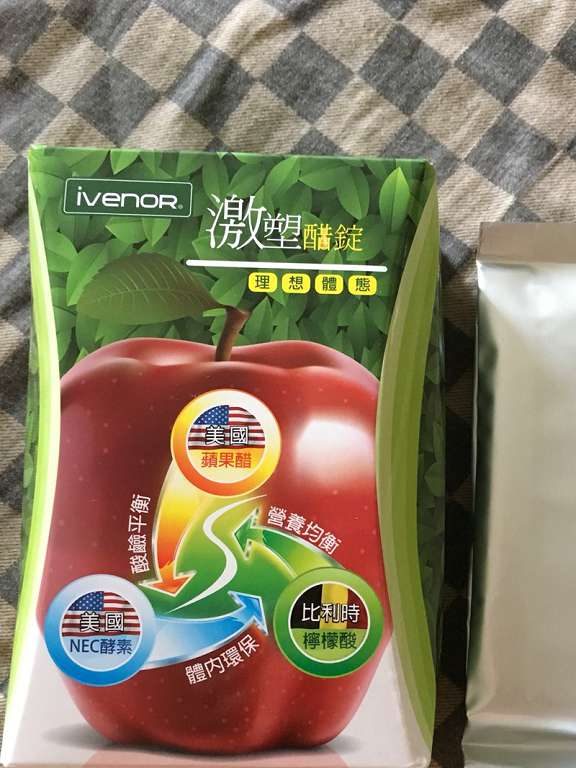 ivenor®
激塑醋錠
理想體態
美國
蘋果醋
酸鹼平衡
營養均衡
美國
NEC酵素
比利時
檸檬酸
體內環保